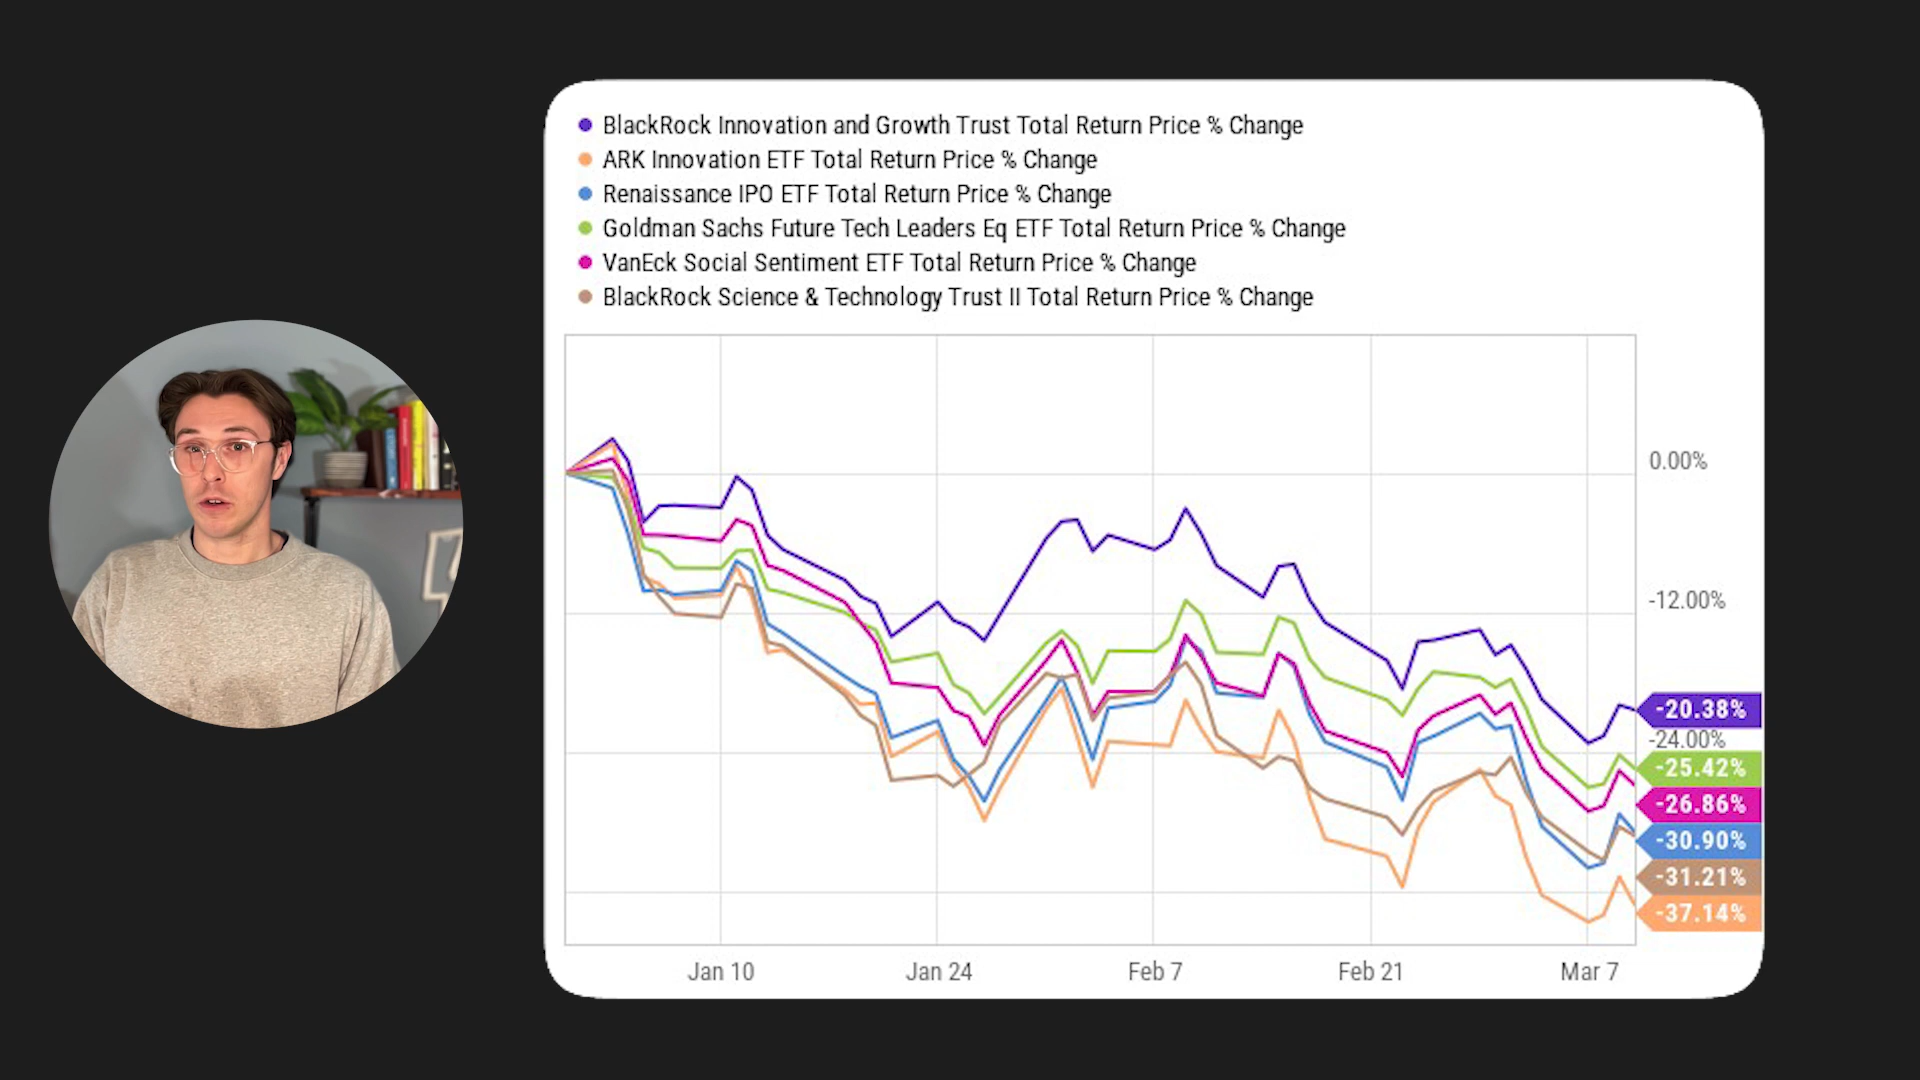 BlackRock Innovation and Growth Trust Total Return Price % Change
ARK Innovation ETF Total Return Price % Change
Renaissance IPO ETF Total Return Price % Change
Goldman Sachs Future Tech Leaders Eq ETF Total Return Price % Change
VanEck Social Sentiment ETF Total Return Price % Change
BlackRock Science & Technology Trust II Total Return Price % Change
0.00%
-12.00%
-20.38%
-24.00%
-25.42%
-26.86%
-30.90%
-31.21%
-37.14%
Jan 10
Jan 24
Feb 7
Feb 21
Mar 7